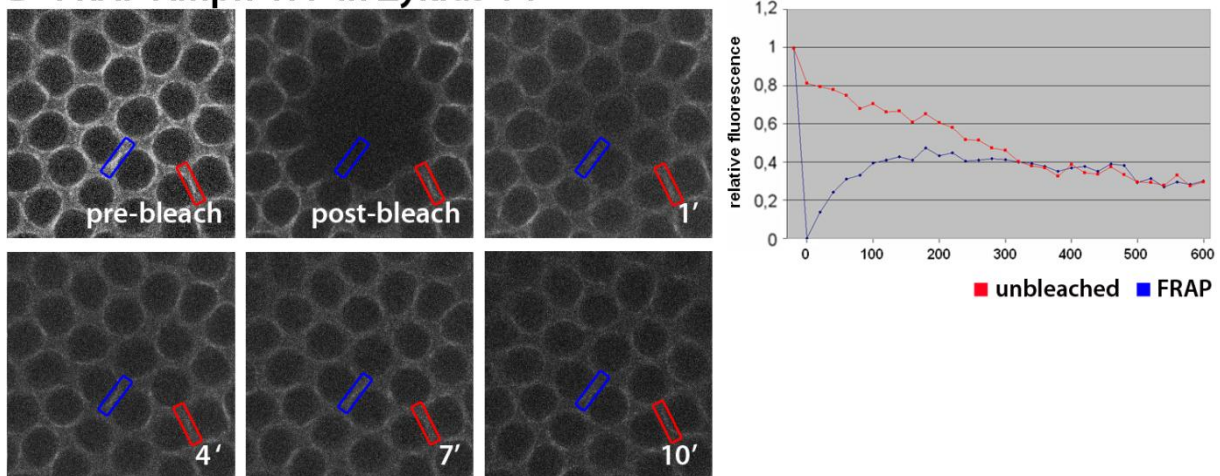 pre-bleach
post-bleach
1’
4’
7’
10’
relative fluorescence
1,2
1
0,8
0,6
0,4
0,2
0
0 100 200 300 400 500 600
unbleached FRAP